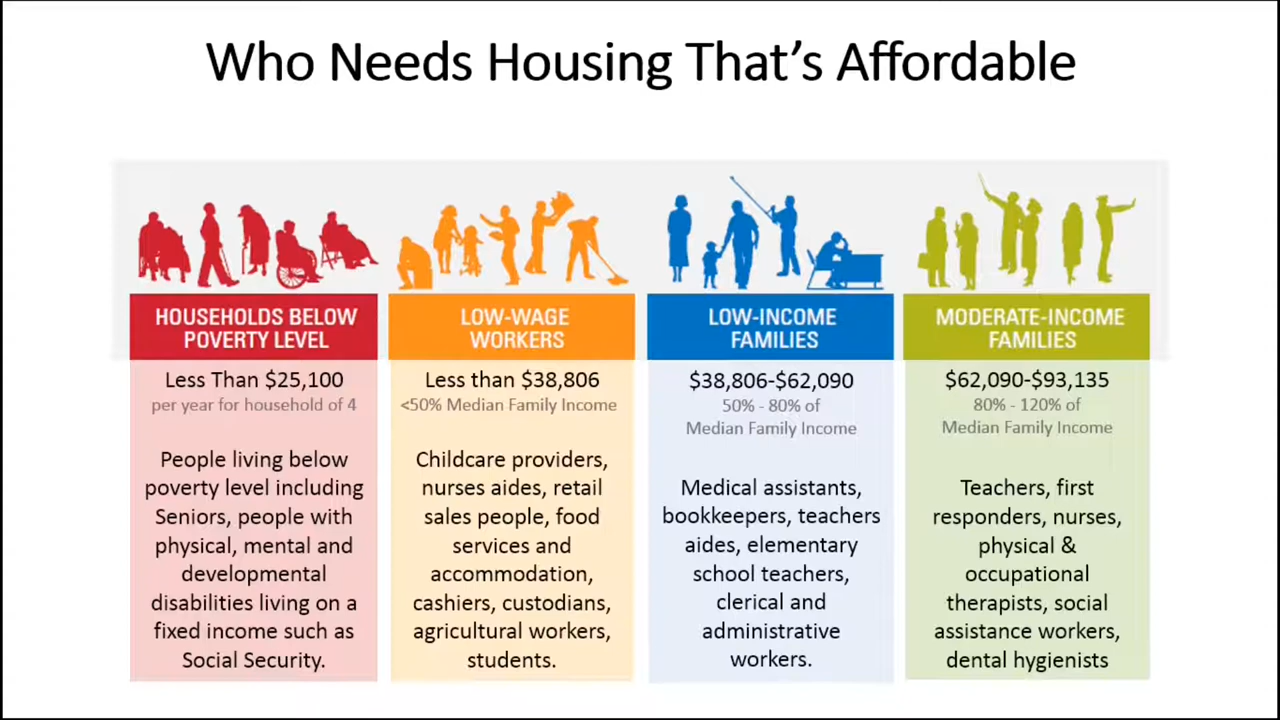 Who Needs Housing That's Affordable
HOUSEHOLDS BELOW
POVERTY LEVEL
Less Than $25,100
per year for household of 4
People living below
poverty level including
Seniors, people with
physical, mental and
developmental
disabilities living on a
fixed income such as
Social Security.
LOW-WAGE
WORKERS
Less than $38,806
<50% Median Family Income
Childcare providers,
nurses aides, retail
sales people, food
services and
accommodation,
cashiers, custodians,
agricultural workers,
students.
LOW-INCOME
FAMILIES
$38,806-$62,090
50% - 80% of
Median Family Income
Medical assistants,
bookkeepers, teachers
aides, elementary
school teachers,
clerical and
administrative
workers.
MODERATE-INCOME
FAMILIES
$62,090-$93,135
80% - 120% of
Median Family Income
Teachers, first
responders, nurses,
physical &
occupational
therapists, social
assistance workers,
dental hygienists